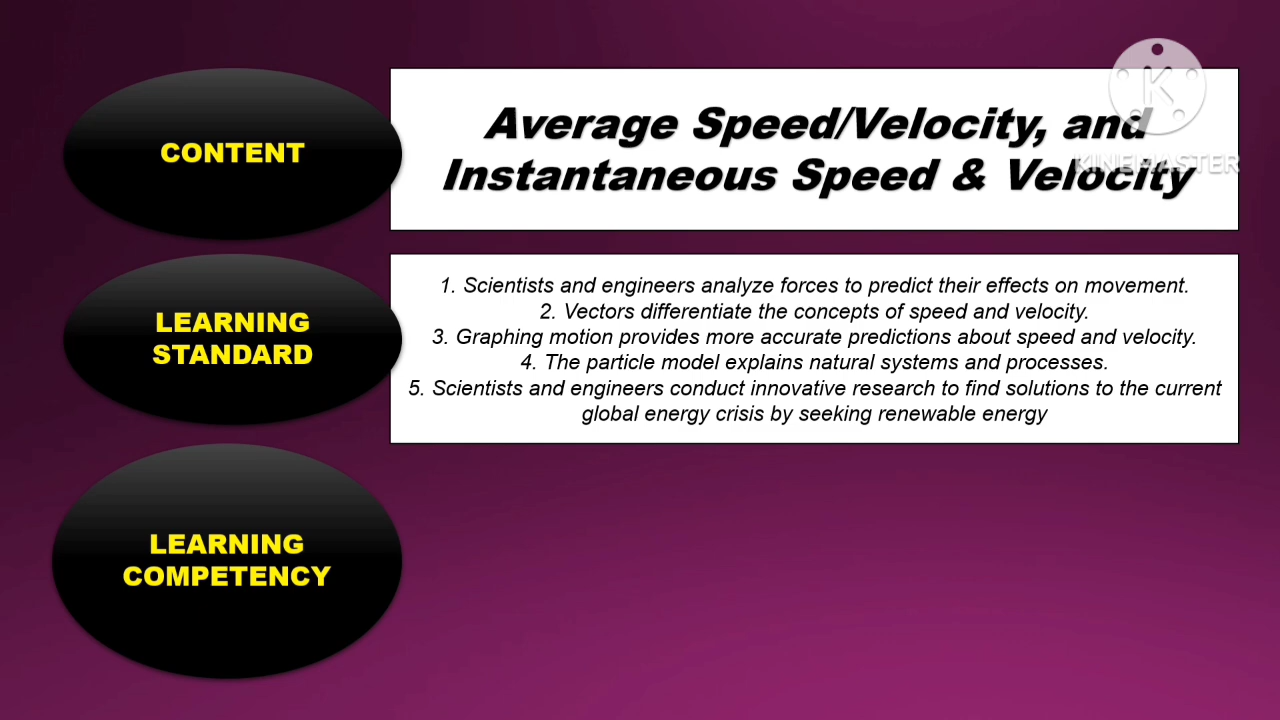 CONTENT
Average Speed/Velocity, and
Instantaneous Speed & Velocity
KINEMASTER
LEARNING
STANDARD
1. Scientists and engineers analyze forces to predict their effects on movement.
2. Vectors differentiate the concepts of speed and velocity.
3. Graphing motion provides more accurate predictions about speed and velocity.
4. The particle model explains natural systems and processes.
5. Scientists and engineers conduct innovative research to find solutions to the current
global energy crisis by seeking renewable energy
LEARNING
COMPETENCY